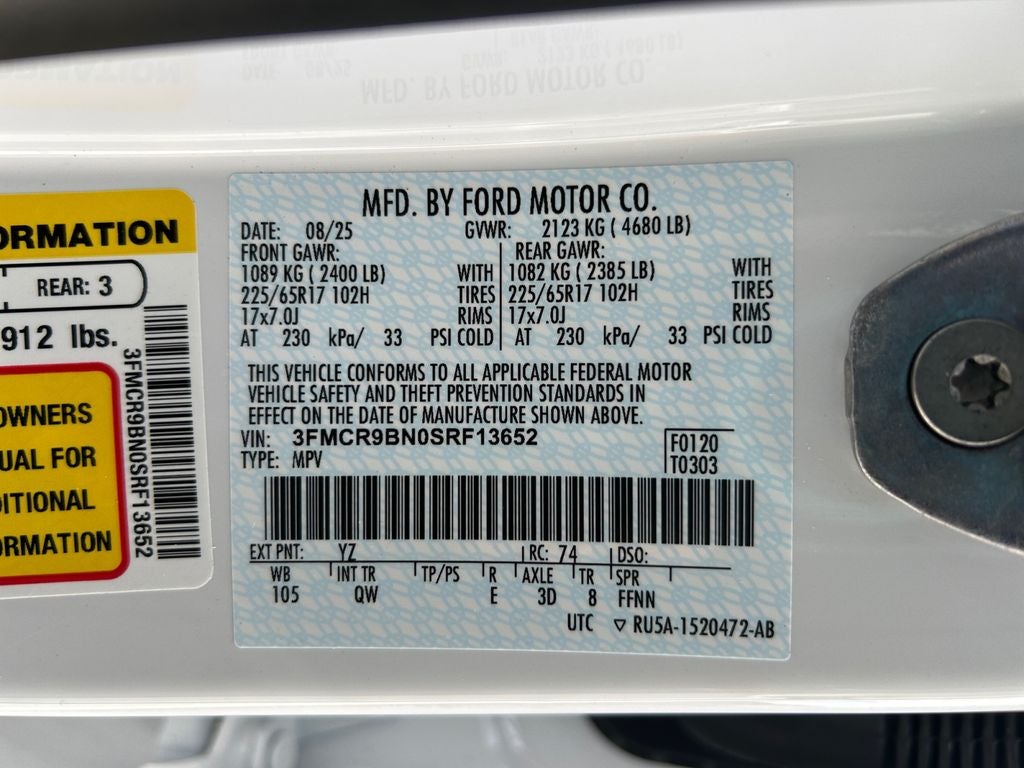 MFD. BY FORD MOTOR CO.
DATE: 08/25 GVWR: 2123 KG ( 4680 LB)
FRONT GAWR: REAR GAWR:
1089 KG ( 2400 LB) WITH 1082 KG ( 2385 LB) WITH
225/65R17 102H TIRES 225/65R17 102H TIRES
17x7.0J RIMS 17x7.0J RIMS
AT 230 kPa/ 33 PSI COLD AT 230 kPa/ 33 PSI COLD
THIS VEHICLE CONFORMS TO ALL APPLICABLE FEDERAL MOTOR
VEHICLE SAFETY AND THEFT PREVENTION STANDARDS IN
EFFECT ON THE DATE OF MANUFACTURE SHOWN ABOVE.
VIN: 3FMCR9BN0SRF13652 F0120
TYPE: MPV T0303
EXT PNT: YZ RC: 74 DSO:
WB INT TR TP/PS R AXLE TR SPR
105 QW E 3D 8 FFNN
UTC ▽ RU5A-1520472-AB
ORMATION
REAR: 3
912 lbs.
OWNERS
UAL FOR
DITIONAL
ORMATION
3FMCR9BN0SRF13652